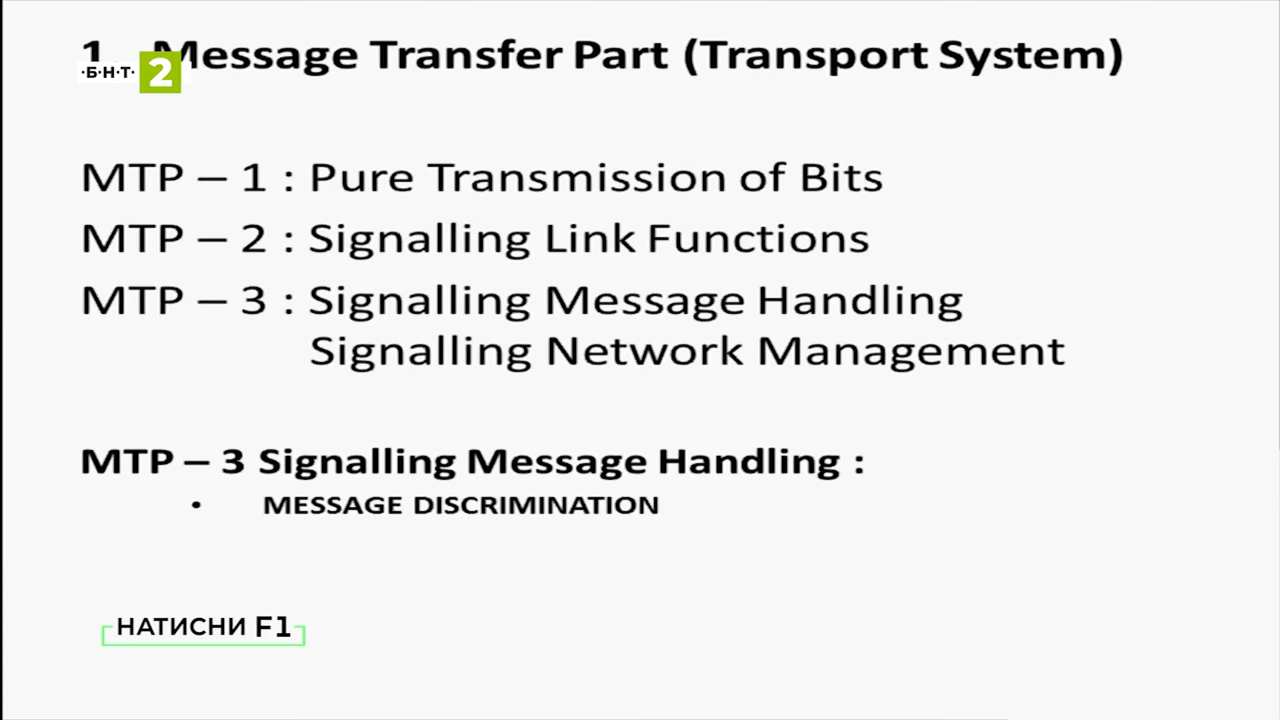 1. Message Transfer Part (Transport System)
·Б·Н·Т· 2
MTP – 1 : Pure Transmission of Bits
MTP – 2 : Signalling Link Functions
MTP – 3 : Signalling Message Handling
Signalling Network Management
MTP – 3 Signalling Message Handling :
• MESSAGE DISCRIMINATION
НАТИСНИ F1